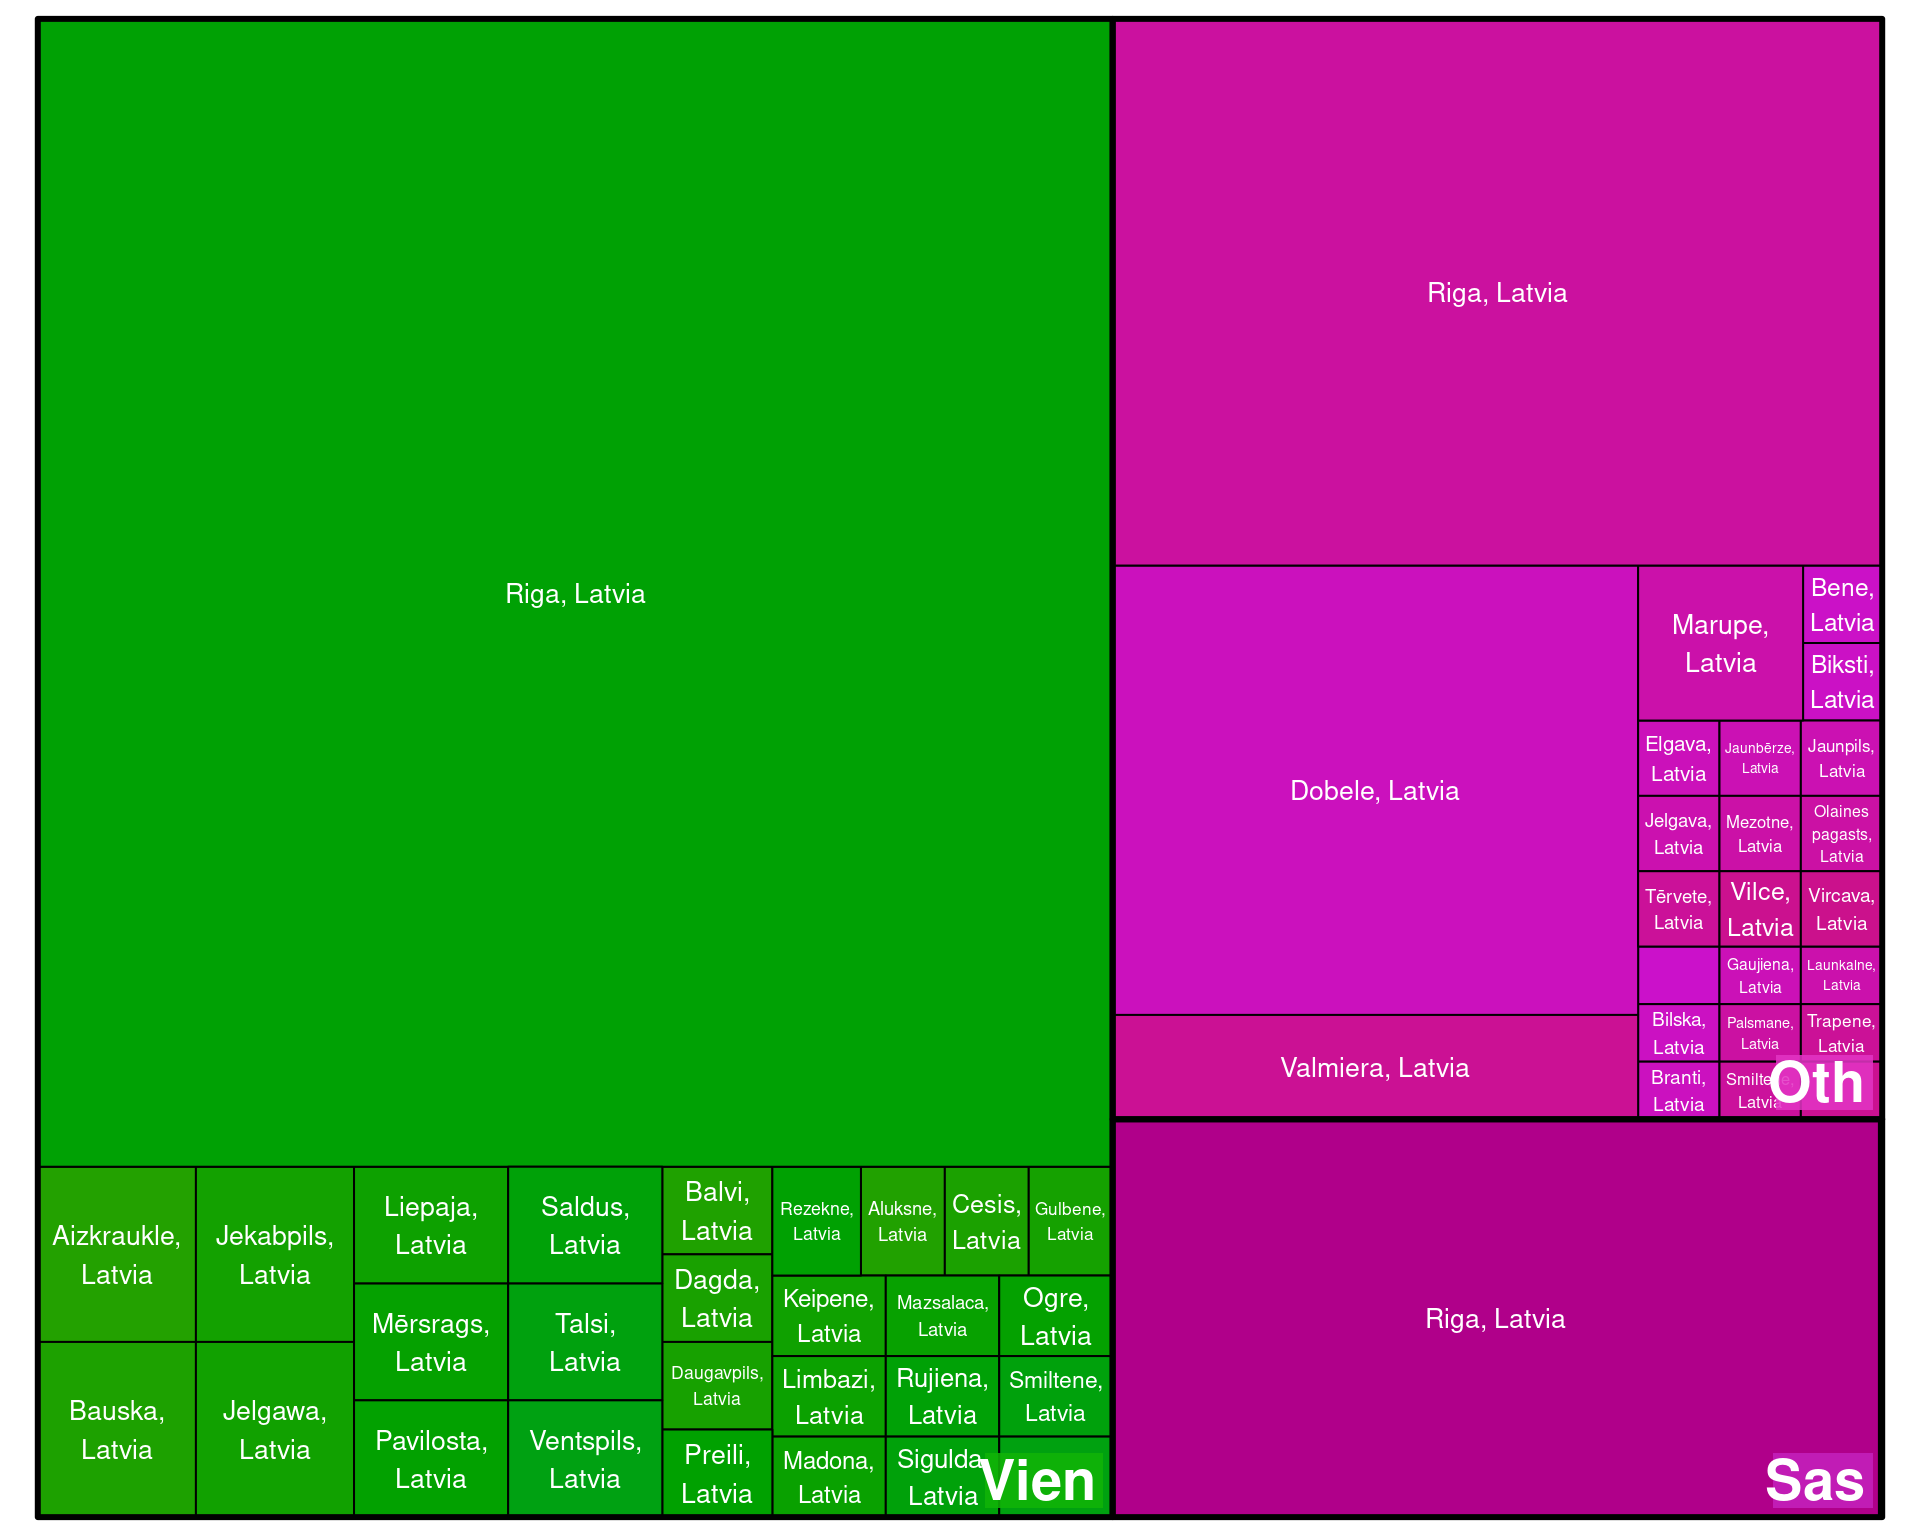 Riga, Latvia
Aizkraukle,
Latvia
Bauska,
Latvia
Jekabpils,
Latvia
Jelgawa,
Latvia
Liepaja,
Latvia
Mērsrags,
Latvia
Pavilosta,
Latvia
Saldus,
Latvia
Talsi,
Latvia
Ventspils,
Latvia
Balvi,
Latvia
Dagda,
Latvia
Daugavpils,
Latvia
Preili,
Latvia
Rezekne,
Latvia
Aluksne,
Latvia
Cesis,
Latvia
Gulbene,
Latvia
Keipene,
Latvia
Mazsalaca,
Latvia
Ogre,
Latvia
Limbazi,
Latvia
Rujiena,
Latvia
Smiltene,
Latvia
Madona,
Latvia
Sigulda,
Latvia
Vien
Riga, Latvia
Dobele, Latvia
Valmiera, Latvia
Marupe,
Latvia
Bene,
Latvia
Biksti,
Latvia
Elgava,
Latvia
Jaunbērze,
Latvia
Jaunpils,
Latvia
Jelgava,
Latvia
Mezotne,
Latvia
Olaines
pagasts,
Latvia
Tērvete,
Latvia
Vilce,
Latvia
Vircava,
Latvia
Gaujiena,
Latvia
Launkalne,
Latvia
Bilska,
Latvia
Palsmane,
Latvia
Trapene,
Latvia
Branti,
Latvia
Smiltene,
Latvia
Oth
Riga, Latvia
Sas